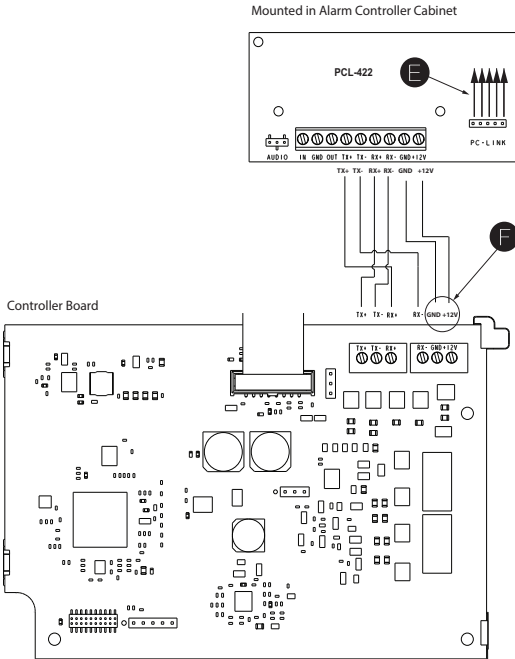 Mounted in Alarm Controller Cabinet
PCL-422
E
PC-LINK
AUDIO IN GND OUT TX+ TX- RX+ RX- GND +12V
TX+ TX- RX+ RX- GND +12V
F
Controller Board
TX+ TX- RX+ RX- GND +12V
TX+ TX- RX+ RX- GND +12V